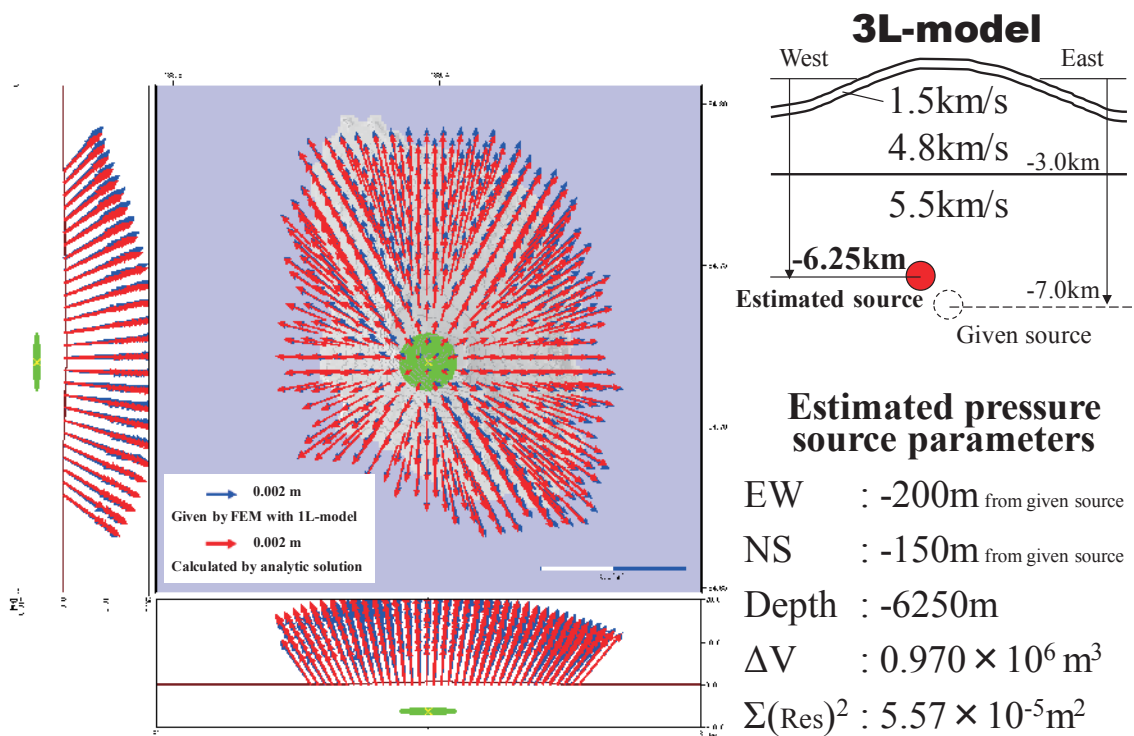 3L-model
West
East
1.5km/s
4.8km/s
-3.0km
5.5km/s
-6.25km
Estimated source
-7.0km
Given source
0.002 m
Given by FEM with 1L-model
0.002 m
Calculated by analytic solution
Estimated pressure
source parameters
EW : -200m from given source
NS : -150m from given source
Depth : -6250m
ΔV : 0.970 × 10⁶ m³
Σ(Res)² : 5.57 × 10⁻⁵m²